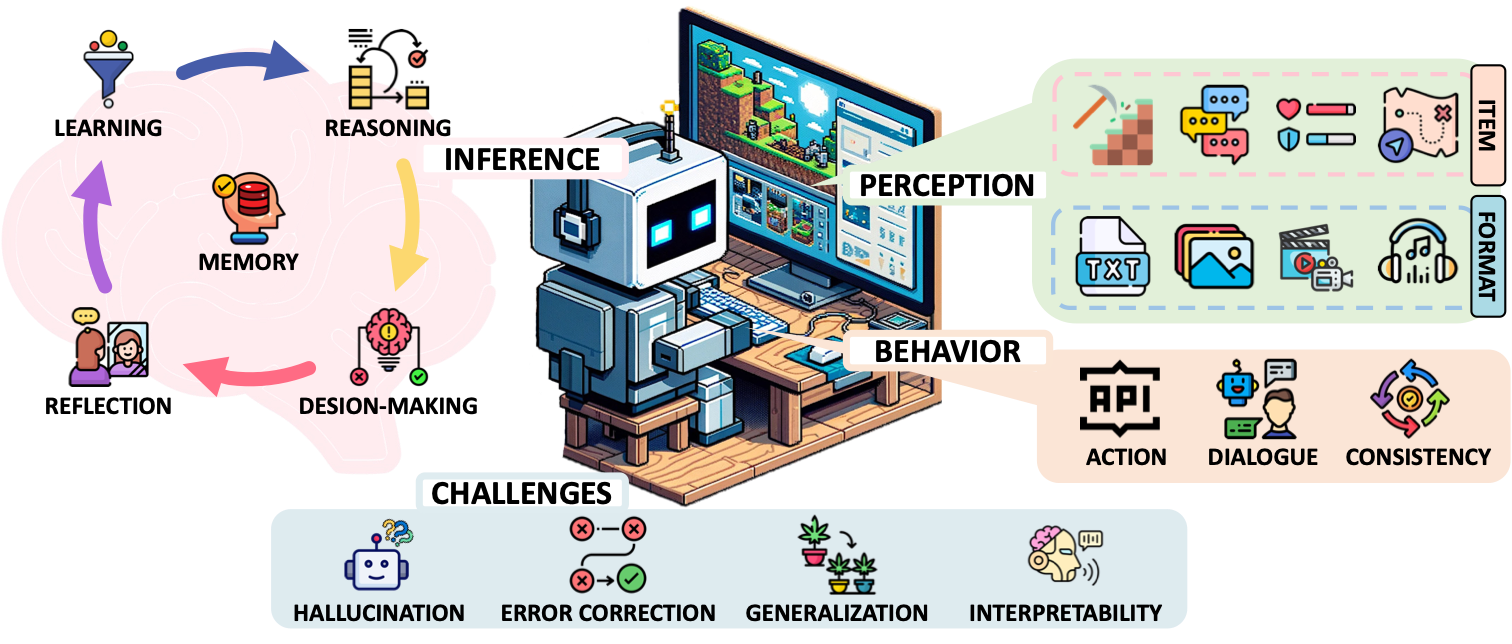 LEARNING
REASONING
MEMORY
REFLECTION
DESION-MAKING
INFERENCE
PERCEPTION
ITEM
FORMAT
TXT
BEHAVIOR
API
ACTION
DIALOGUE
CONSISTENCY
CHALLENGES
HALLUCINATION
ERROR CORRECTION
GENERALIZATION
INTERPRETABILITY